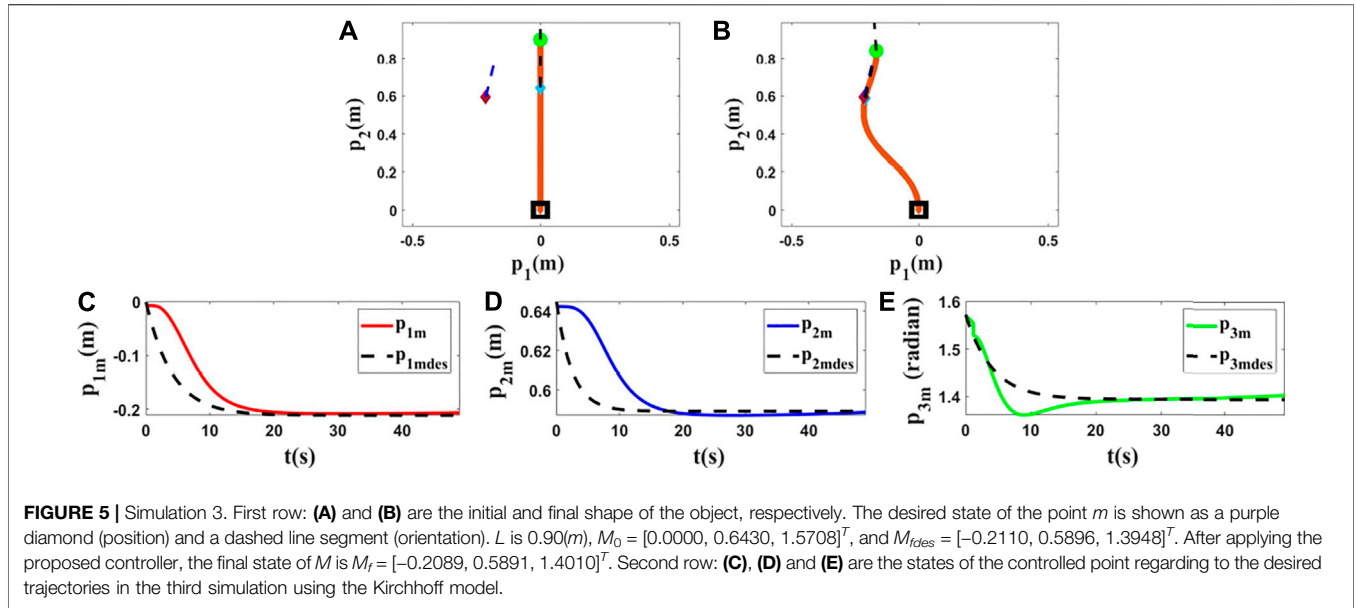 A
B
0.8
0.6
0.4
0.2
0
p2(m)
-0.5
0
0.5
p1(m)
0.8
0.6
0.4
0.2
0
p2(m)
-0.5
0
0.5
p1(m)
C
0
-0.1
-0.2
p1m(m)
0
10
20
30
40
t(s)
p1m
p1mdes
D
0.64
0.62
0.6
p2m(m)
0
10
20
30
40
t(s)
p2m
p2mdes
E
1.6
1.5
1.4
p3m (radian)
0
10
20
30
40
t(s)
p3m
p3mdes
FIGURE 5 | Simulation 3. First row: (A) and (B) are the initial and final shape of the object, respectively. The desired state of the point m is shown as a purple
diamond (position) and a dashed line segment (orientation). L is 0.90(m), M0 = [0.0000, 0.6430, 1.5708]T, and Mfdes = [−0.2110, 0.5896, 1.3948]T. After applying the
proposed controller, the final state of M is Mf = [−0.2089, 0.5891, 1.4010]T. Second row: (C), (D) and (E) are the states of the controlled point regarding to the desired
trajectories in the third simulation using the Kirchhoff model.